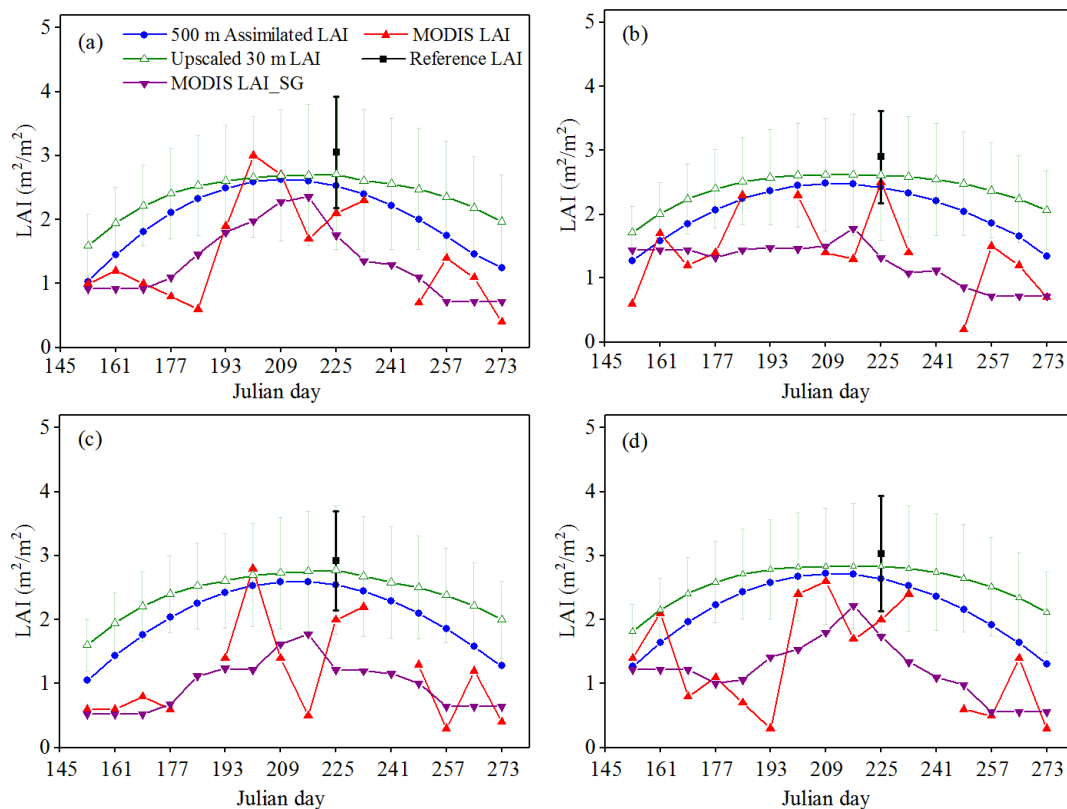 (a)
500 m Assimilated LAI MODIS LAI
Upscaled 30 m LAI Reference LAI
MODIS LAI_SG
5
4
3
2
1
0
LAI (m²/m²)
145 161 177 193 209 225 241 257 273
Julian day
(b)
5
4
3
2
1
0
LAI (m²/m²)
145 161 177 193 209 225 241 257 273
Julian day
(c)
5
4
3
2
1
0
LAI (m²/m²)
145 161 177 193 209 225 241 257 273
Julian day
(d)
5
4
3
2
1
0
LAI (m²/m²)
145 161 177 193 209 225 241 257 273
Julian day